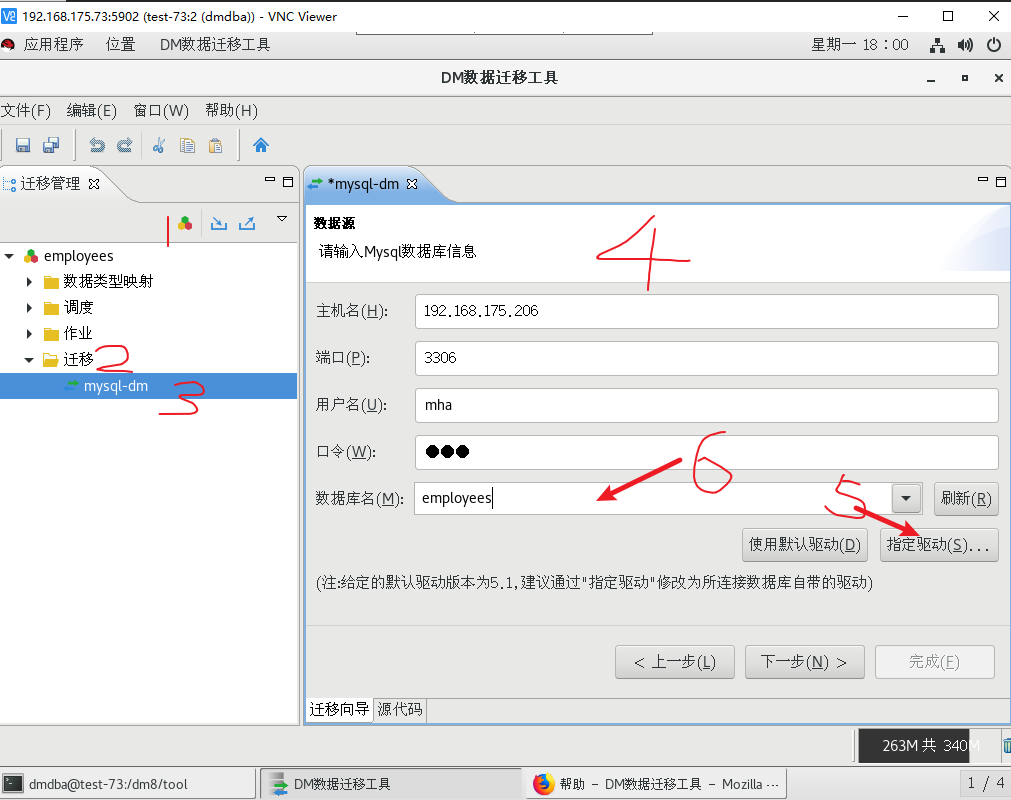 192.168.175.73:5902 (test-73:2 (dmdba)) - VNC Viewer
应用程序 位置 DM数据迁移工具 星期一 18：00
DM数据迁移工具
文件(F) 编辑(E) 窗口(W) 帮助(H)
迁移管理
*mysql-dm
1
employees
数据类型映射
调度
作业
迁移 2
mysql-dm 3
数据源
请输入Mysql数据库信息
4
主机名(H): 192.168.175.206
端口(P): 3306
用户名(U): mha
口令(W): ●●●
6
数据库名(M): employees 刷新(R)
5
使用默认驱动(D) 指定驱动(S)...
(注:给定的默认驱动版本为5.1,建议通过"指定驱动"修改为所连接数据库自带的驱动)
< 上一步(L) 下一步(N) > 完成(F)
迁移向导 源代码
263M 共 340M
dmdba@test-73:/dm8/tool DM数据迁移工具 帮助 - DM数据迁移工具 - Mozilla ··· 1 / 4